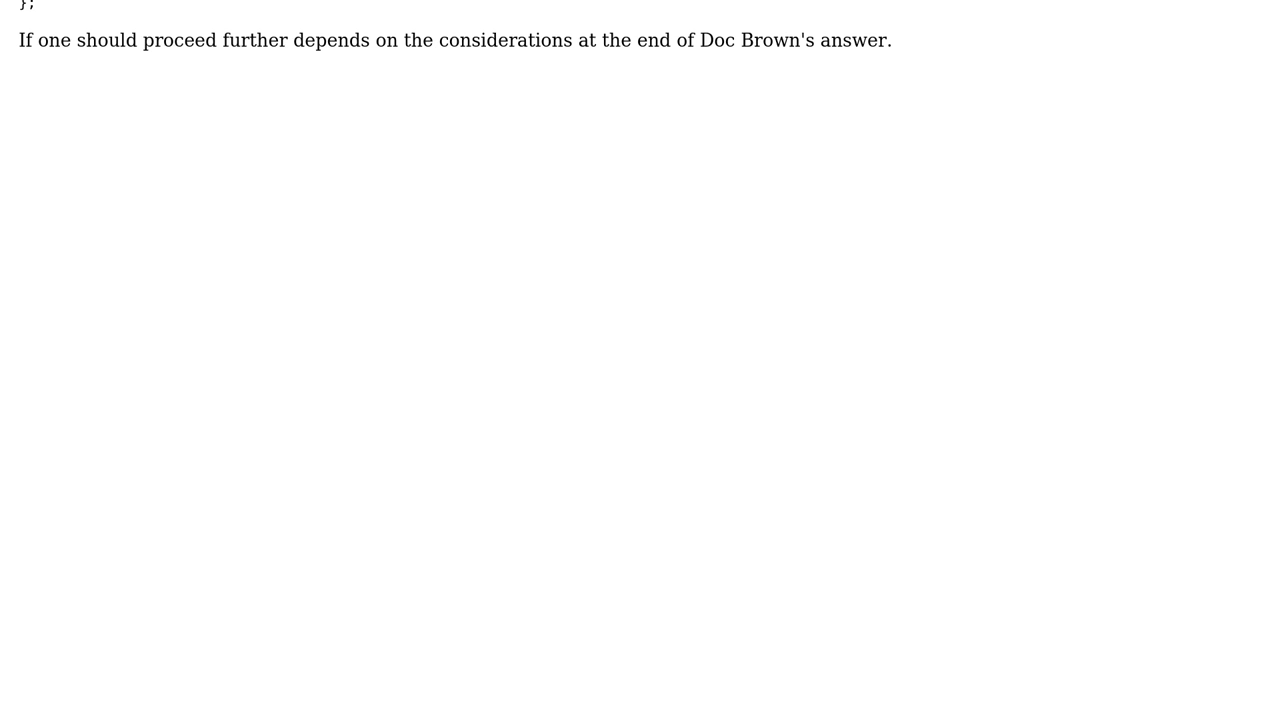 };
If one should proceed further depends on the considerations at the end of Doc Brown's answer.